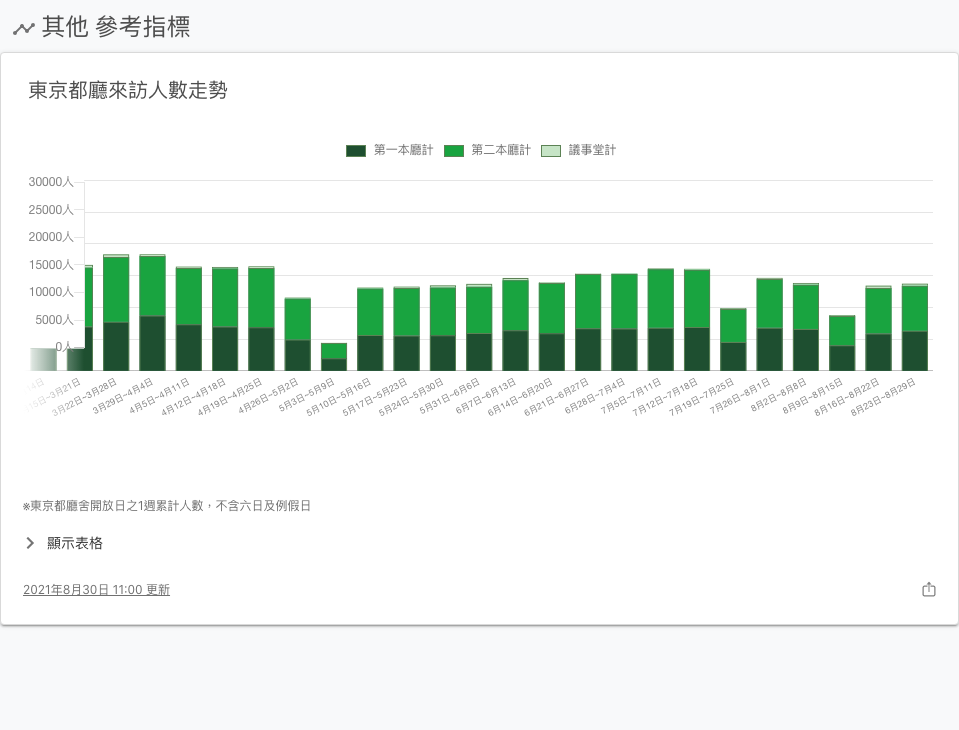 其他 參考指標
東京都廳來訪人數走勢
第一本廳計 第二本廳計 議事堂計
30000人
25000人
20000人
15000人
10000人
5000人
0人
3月21日
3月22日~3月28日
3月29日~4月4日
4月5日~4月11日
4月12日~4月18日
4月19日~4月25日
4月26日~5月2日
5月3日~5月9日
5月10日~5月16日
5月17日~5月23日
5月24日~5月30日
5月31日~6月6日
6月7日~6月13日
6月14日~6月20日
6月21日~6月27日
6月28日~7月4日
7月5日~7月11日
7月12日~7月18日
7月19日~7月25日
7月26日~8月1日
8月2日~8月8日
8月9日~8月15日
8月16日~8月22日
8月23日~8月29日
※東京都廳舍開放日之1週累計人數，不含六日及例假日
顯示表格
2021年8月30日 11:00 更新